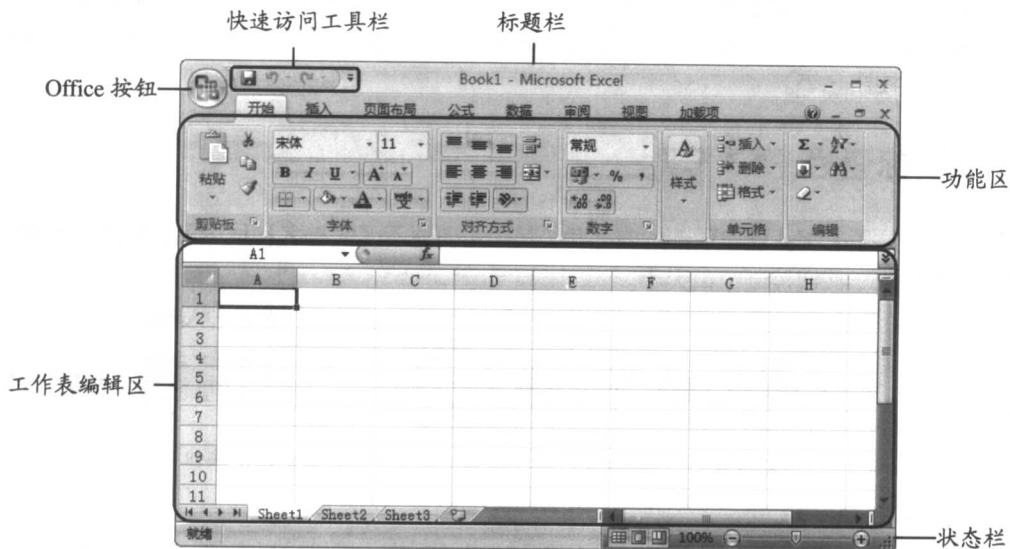 快速访问工具栏 标题栏
Office 按钮
Book1 - Microsoft Excel
开始 插入 页面布局 公式 数据 审阅 视图 加载项
宋体 11 常规 插入
B I U A A % , 删除
粘贴 样式 格式
剪贴板 字体 对齐方式 数字 单元格 编辑
功能区
A1 fx
A B C D E F G H
1
2
3
4
5
工作表编辑区
6
7
8
9
10
11
Sheet1 Sheet2 Sheet3
就绪 100%
状态栏